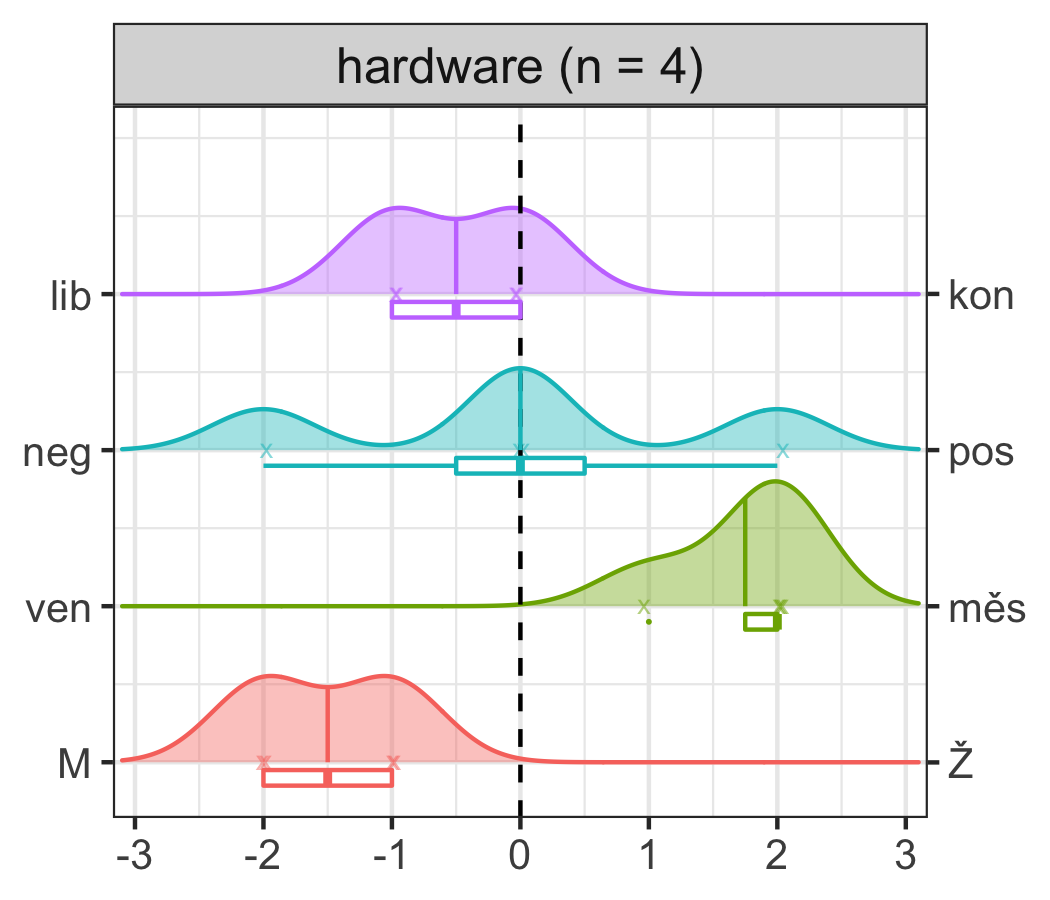 hardware (n = 4)
lib kon
neg pos
ven měs
M Ž
-3 -2 -1 0 1 2 3